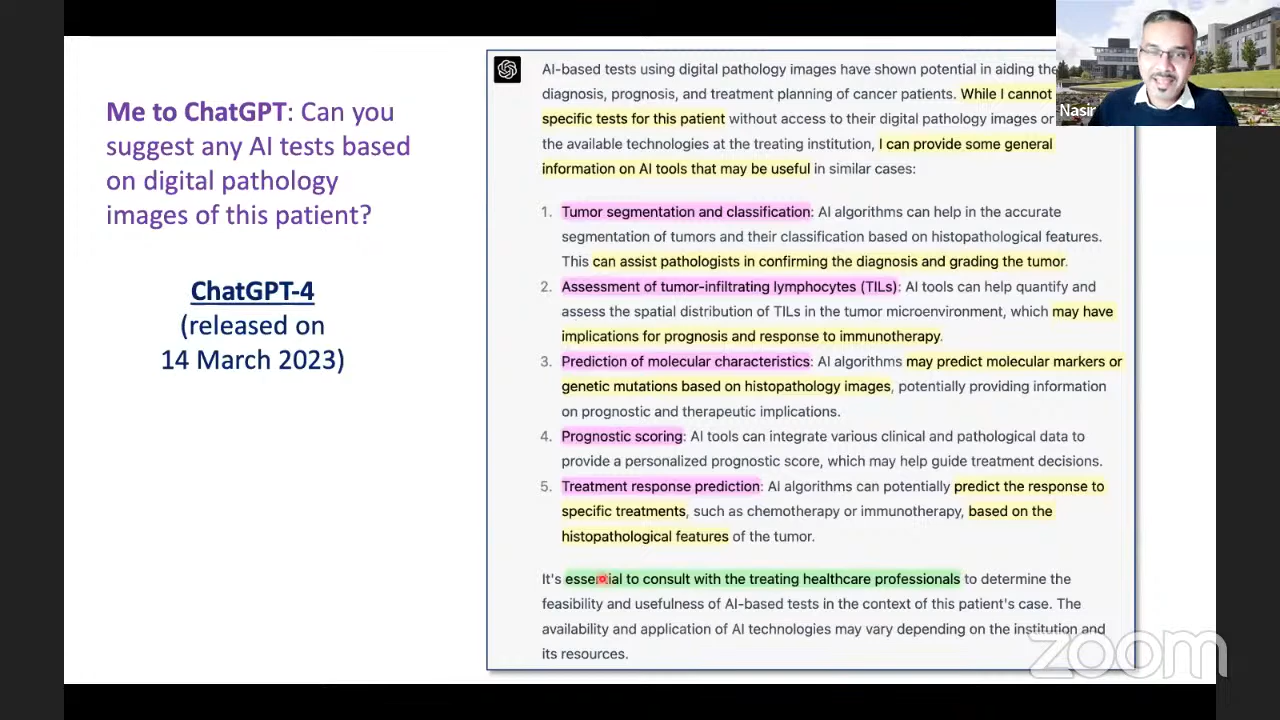 Me to ChatGPT: Can you
suggest any AI tests based
on digital pathology
images of this patient?
ChatGPT-4
(released on
14 March 2023)
AI-based tests using digital pathology images have shown potential in aiding the
diagnosis, prognosis, and treatment planning of cancer patients. While I cannot
specific tests for this patient without access to their digital pathology images or
the available technologies at the treating institution, I can provide some general
information on AI tools that may be useful in similar cases:
1. Tumor segmentation and classification: AI algorithms can help in the accurate
segmentation of tumors and their classification based on histopathological features.
This can assist pathologists in confirming the diagnosis and grading the tumor.
2. Assessment of tumor-infiltrating lymphocytes (TILs): AI tools can help quantify and
assess the spatial distribution of TILs in the tumor microenvironment, which may have
implications for prognosis and response to immunotherapy.
3. Prediction of molecular characteristics: AI algorithms may predict molecular markers or
genetic mutations based on histopathology images, potentially providing information
on prognostic and therapeutic implications.
4. Prognostic scoring: AI tools can integrate various clinical and pathological data to
provide a personalized prognostic score, which may help guide treatment decisions.
5. Treatment response prediction: AI algorithms can potentially predict the response to
specific treatments, such as chemotherapy or immunotherapy, based on the
histopathological features of the tumor.
It's essential to consult with the treating healthcare professionals to determine the
feasibility and usefulness of AI-based tests in the context of this patient's case. The
availability and application of AI technologies may vary depending on the institution and
its resources.
Nasir
zoom